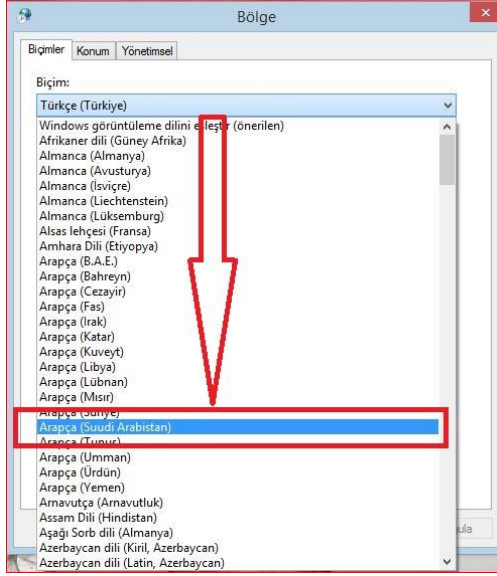 Bölge
Biçimler Konum Yönetimsel
Biçim:
Türkçe (Türkiye)
Windows görüntüleme dilini eşleştir (önerilen)
Afrikaner dili (Güney Afrika)
Almanca (Almanya)
Almanca (Avusturya)
Almanca (İsviçre)
Almanca (Liechtenstein)
Almanca (Lüksemburg)
Alsas lehçesi (Fransa)
Amhara Dili (Etiyopya)
Arapça (B.A.E.)
Arapça (Bahreyn)
Arapça (Cezayir)
Arapça (Fas)
Arapça (Irak)
Arapça (Katar)
Arapça (Kuveyt)
Arapça (Libya)
Arapça (Lübnan)
Arapça (Mısır)
Arapça (Suriye)
Arapça (Suudi Arabistan)
Arapça (Tunus)
Arapça (Umman)
Arapça (Ürdün)
Arapça (Yemen)
Arnavutça (Arnavutluk)
Assam Dili (Hindistan)
Aşağı Sorb dili (Almanya)
Azerbaycan dili (Kiril, Azerbaycan)
Azerbaycan dili (Latin, Azerbaycan)